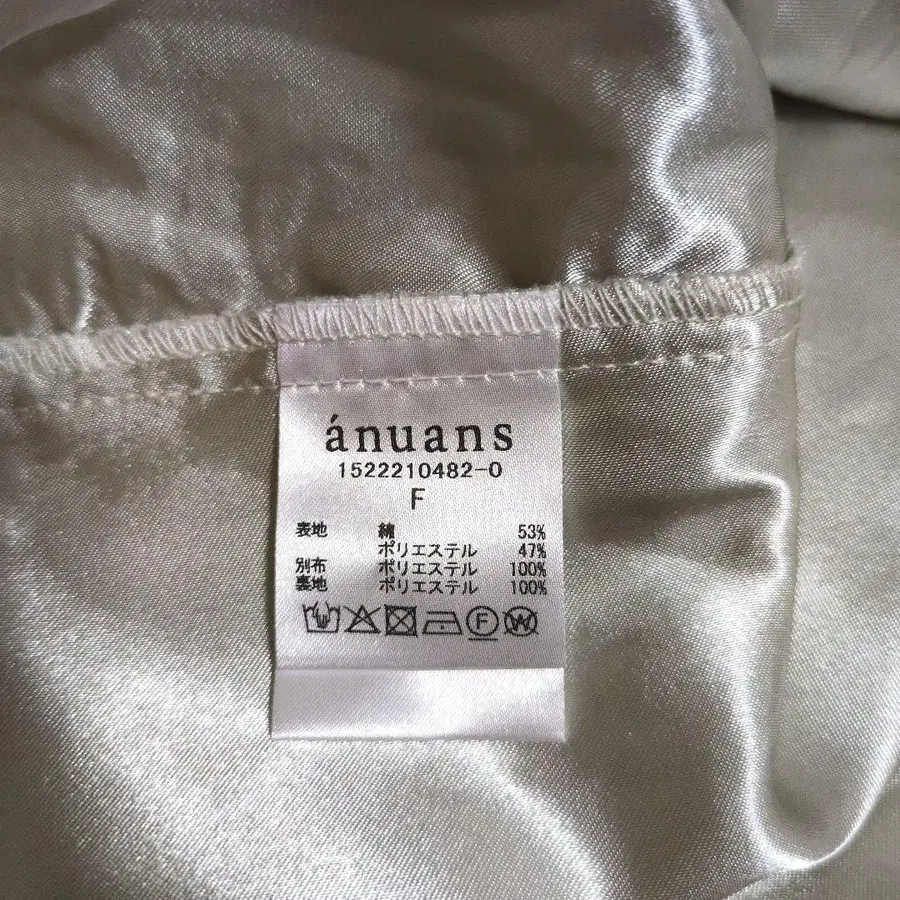 ánuans
1522210482-0
F
表地 綿 53%
ポリエステル 47%
別布 ポリエステル 100%
裏地 ポリエステル 100%
F W